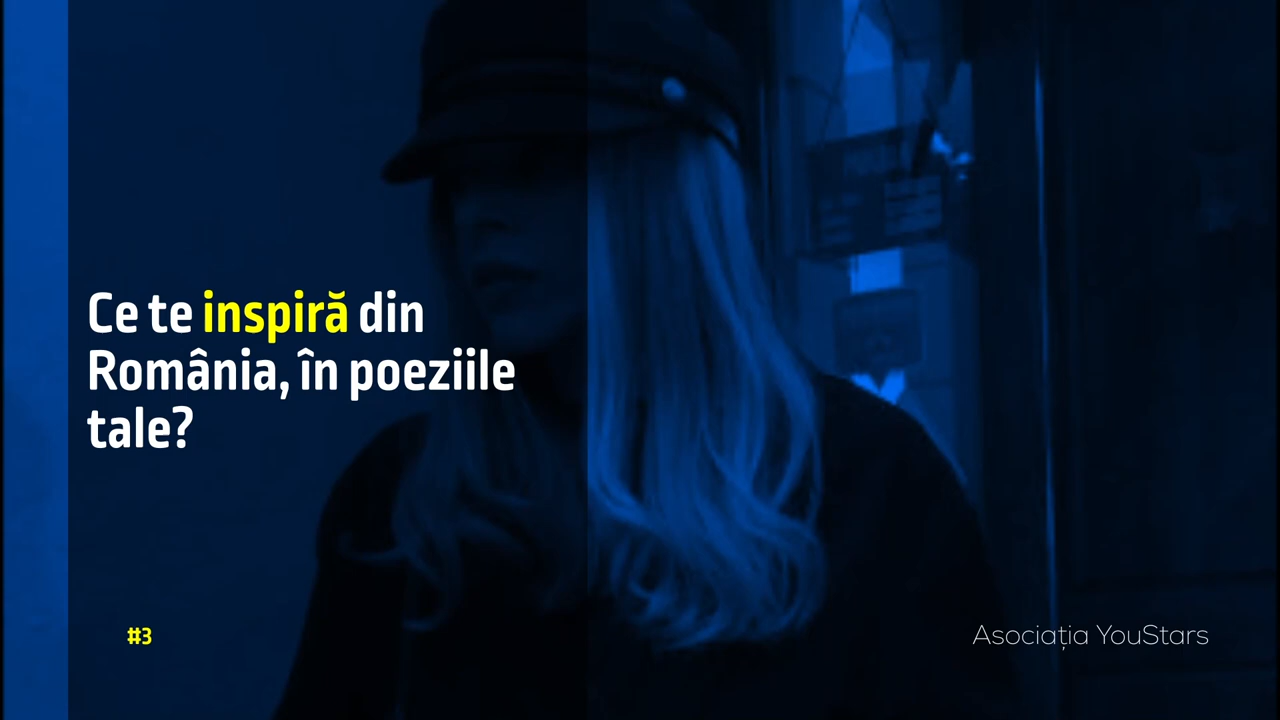 Ce te inspiră din
România, în poeziile
tale?
#3
Asociația YouStars